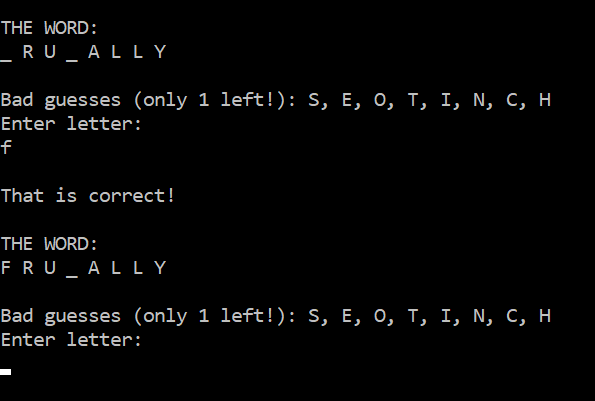 THE WORD:
_ R U _ A L L Y
Bad guesses (only 1 left!): S, E, O, T, I, N, C, H
Enter letter:
f
That is correct!
THE WORD:
F R U _ A L L Y
Bad guesses (only 1 left!): S, E, O, T, I, N, C, H
Enter letter: